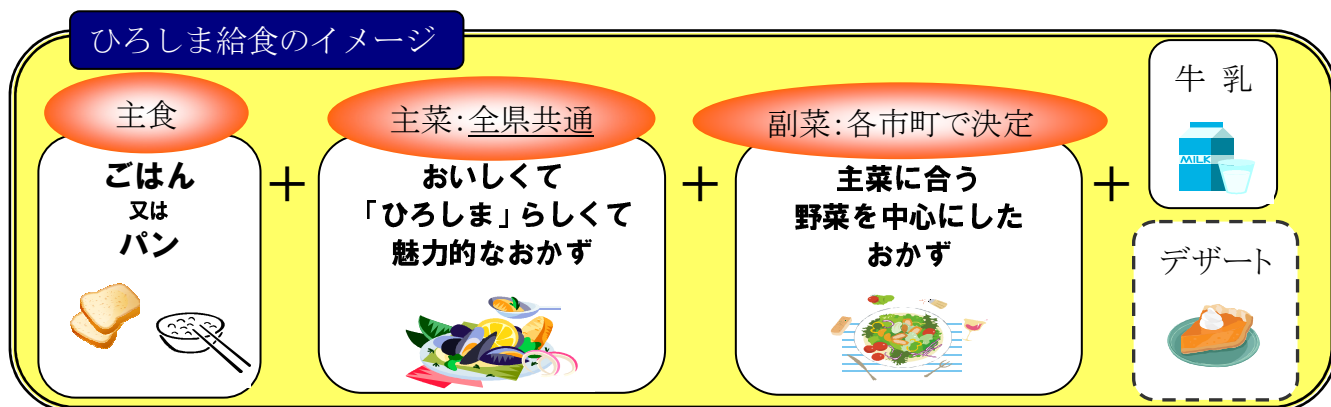 ひろしま給食のイメージ
主食
ごはん
又は
パン
+
主菜:全県共通
おいしくて
「ひろしま」らしくて
魅力的なおかず
+
副菜:各市町で決定
主菜に合う
野菜を中心にした
おかず
+
牛 乳
MILK
デザート